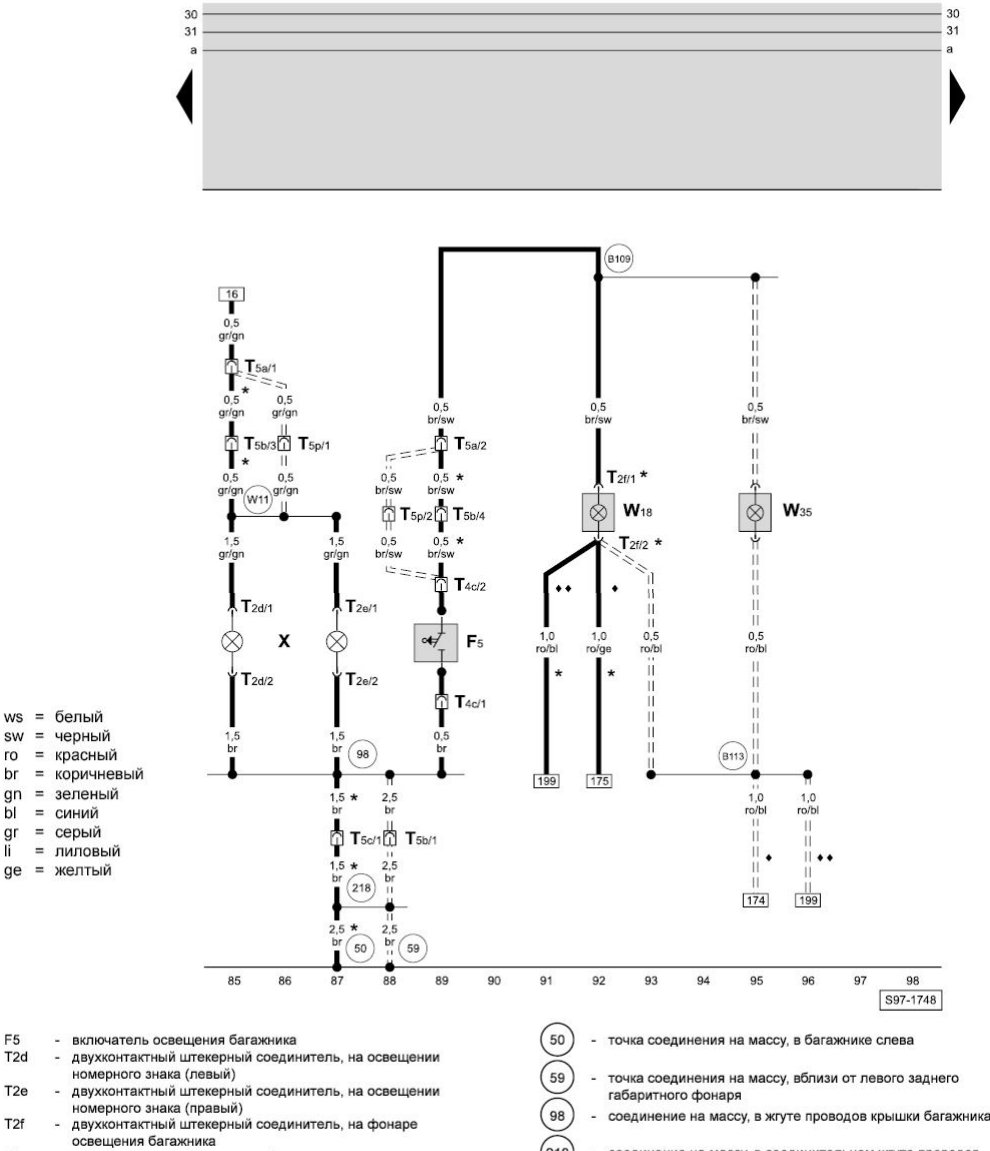 30 30
31 31
a a
B109
16
0,5
gr/gn
T5a/1
*
0,5
gr/gn
0,5
gr/gn
T5b/3 T5p/1
*
0,5
gr/gn
0,5
gr/gn
W11
1,5
gr/gn
1,5
gr/gn
T2d/1 T2e/1
X
T2d/2 T2e/2
1,5
br
1,5
br
98
0,5
br/sw
T5a/2
0,5
br/sw
0,5 *
br/sw
T5p/2 T5b/4
0,5
br/sw
0,5 *
br/sw
T4c/2
F5
T4c/1
0,5
br
0,5
br/sw
T2f/1 *
W18
T2f/2 *
♦♦ ♦
1,0
ro/bl
*
1,0
ro/ge
*
0,5
ro/bl
199 175
0,5
br/sw
W35
0,5
ro/bl
B113
1,0
ro/bl
1,0
ro/bl
♦ ♦♦
174 199
1,5 *
br
2,5
br
T5c/1 T5b/1
1,5 *
br
2,5
br
218
2,5 *
br
2,5
br
50 59
ws = белый
sw = черный
ro = красный
br = коричневый
gn = зеленый
bl = синий
gr = серый
li = лиловый
ge = желтый
85 86 87 88 89 90 91 92 93 94 95 96 97 98
S97-1748
F5 - включатель освещения багажника
T2d - двухконтактный штекерный соединитель, на освещении
номерного знака (левый)
T2e - двухконтактный штекерный соединитель, на освещении
номерного знака (правый)
T2f - двухконтактный штекерный соединитель, на фонаре
освещения багажника
50 - точка соединения на массу, в багажнике слева
59 - точка соединения на массу, вблизи от левого заднего
габаритного фонаря
98 - соединение на массу, в жгуте проводов крышки багажника